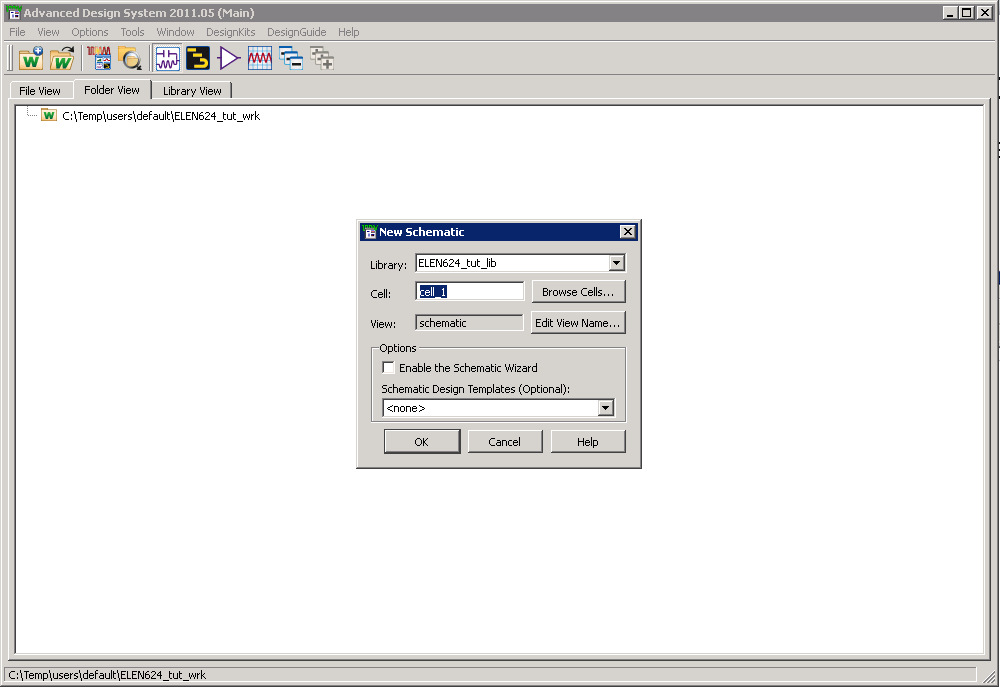 Advanced Design System 2011.05 (Main)
File View Options Tools Window DesignKits DesignGuide Help
File View Folder View Library View
C:\Temp\users\default\ELEN624_tut_wrk
New Schematic
Library: ELEN624_tut_lib
Cell: cell_1 Browse Cells...
View: schematic Edit View Name...
Options
Enable the Schematic Wizard
Schematic Design Templates (Optional):
<none>
OK Cancel Help
C:\Temp\users\default\ELEN624_tut_wrk